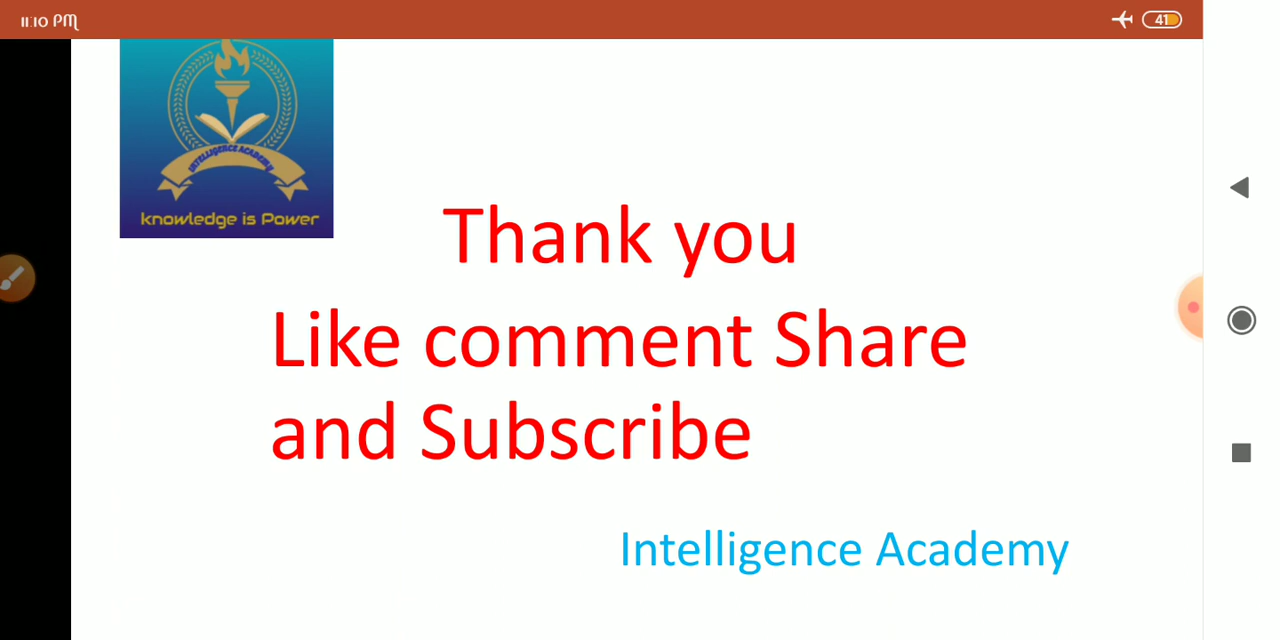 11:10 PM
41
INTELLIGENCE ACADEMY
knowledge is Power
Thank you
Like comment Share
and Subscribe
Intelligence Academy